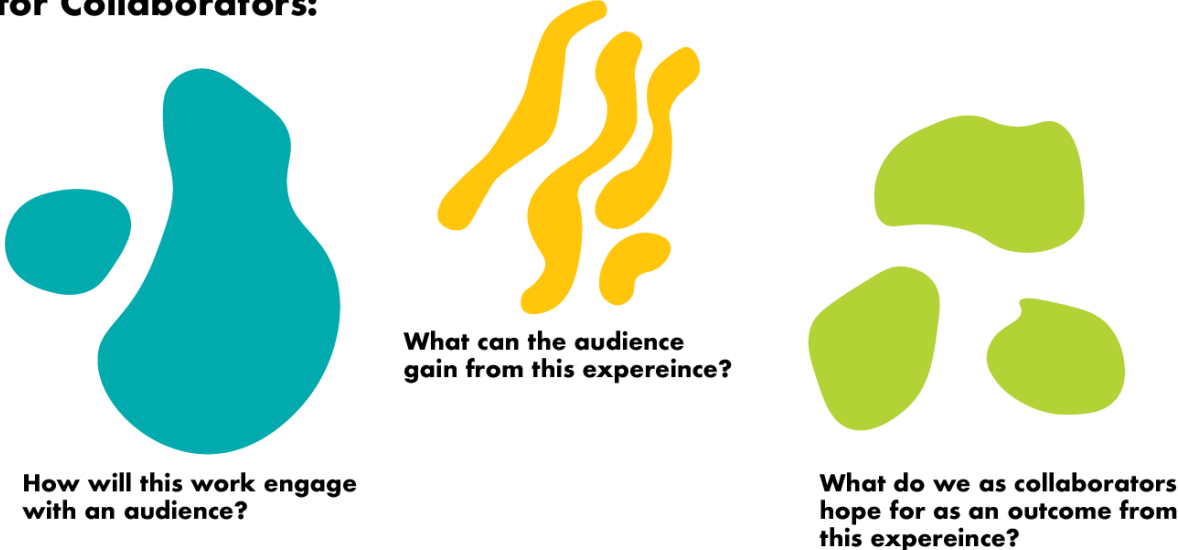 for Collaborators:
What can the audience
gain from this expereince?
How will this work engage
with an audience?
What do we as collaborators
hope for as an outcome from
this expereince?